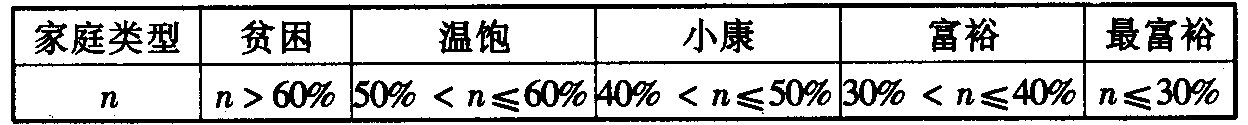 家庭类型 贫困 温饱 小康 富裕 最富裕
n n>60% 50% <n≤60% 40% <n≤50% 30% <n≤40% n≤30%